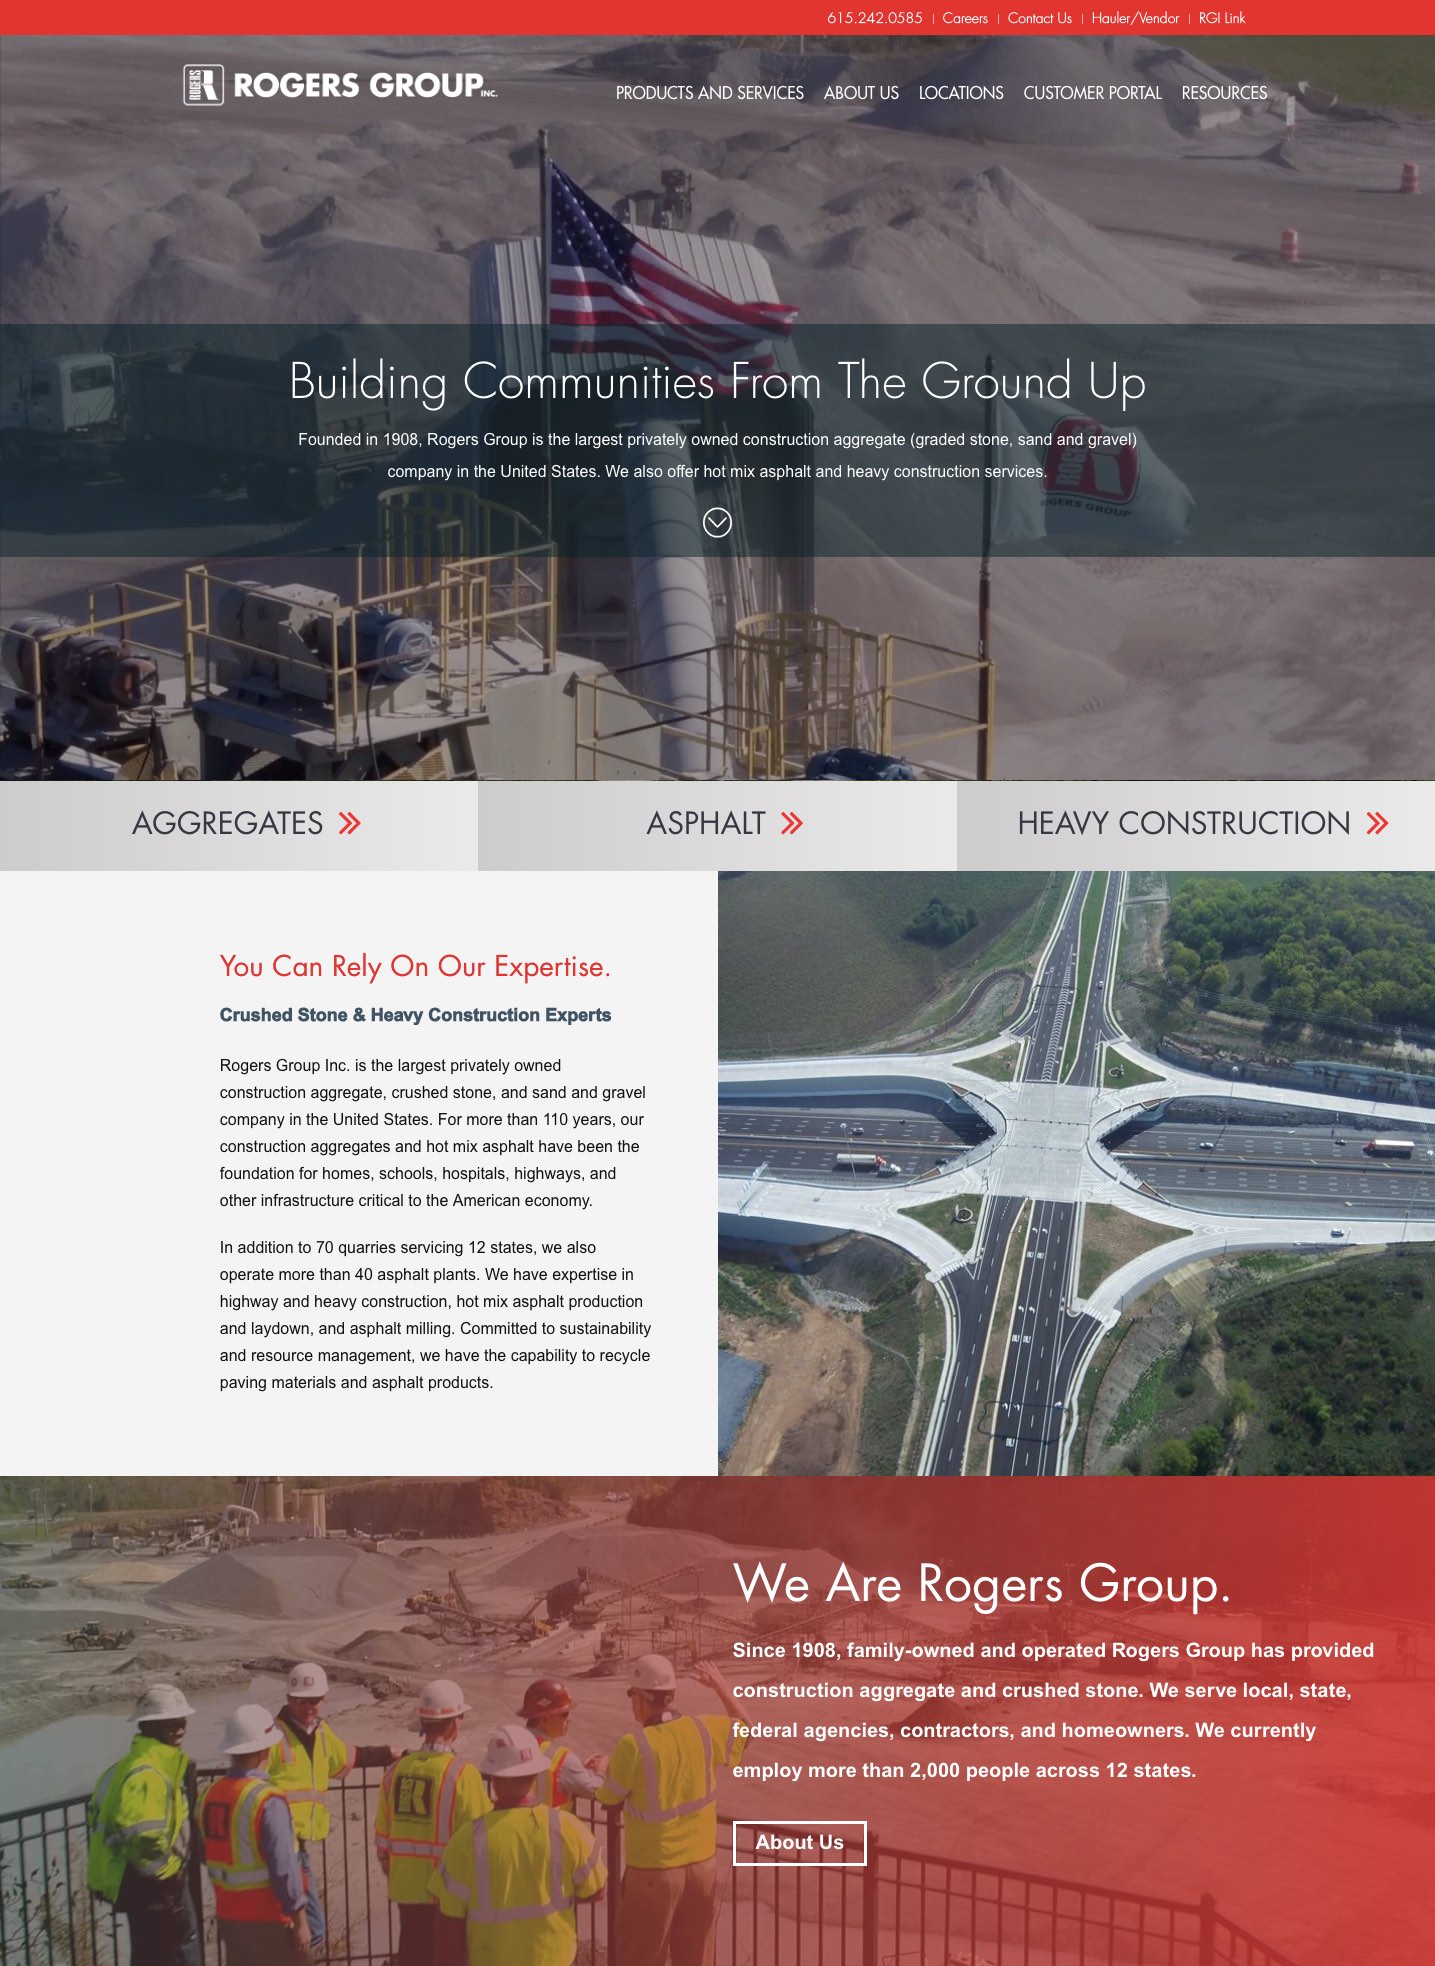 615.242.0585 | Careers | Contact Us | Hauler/Vendor | RGI Link
ROGERS
R
ROGERS GROUP INC.
PRODUCTS AND SERVICES ABOUT US LOCATIONS CUSTOMER PORTAL RESOURCES
Building Communities From The Ground Up
Founded in 1908, Rogers Group is the largest privately owned construction aggregate (graded stone, sand and gravel)
company in the United States. We also offer hot mix asphalt and heavy construction services.
ROGERS
R
ROGERS GROUP
AGGREGATES
ASPHALT
HEAVY CONSTRUCTION
You Can Rely On Our Expertise.
Crushed Stone & Heavy Construction Experts
Rogers Group Inc. is the largest privately owned
construction aggregate, crushed stone, and sand and gravel
company in the United States. For more than 110 years, our
construction aggregates and hot mix asphalt have been the
foundation for homes, schools, hospitals, highways, and
other infrastructure critical to the American economy.
In addition to 70 quarries servicing 12 states, we also
operate more than 40 asphalt plants. We have expertise in
highway and heavy construction, hot mix asphalt production
and laydown, and asphalt milling. Committed to sustainability
and resource management, we have the capability to recycle
paving materials and asphalt products.
We Are Rogers Group.
Since 1908, family-owned and operated Rogers Group has provided
construction aggregate and crushed stone. We serve local, state,
federal agencies, contractors, and homeowners. We currently
employ more than 2,000 people across 12 states.
About Us